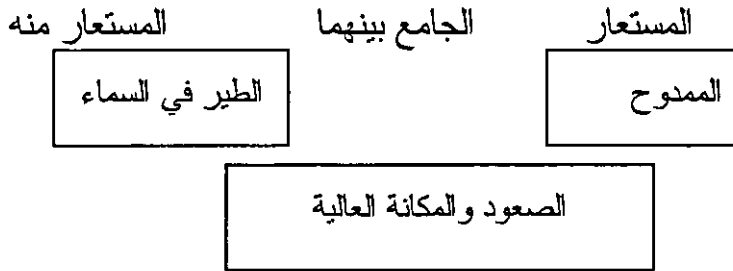 المستعار الجامع بينهما المستعار منه
الممدوح الطير في السماء
الصعود والمكانة العالية